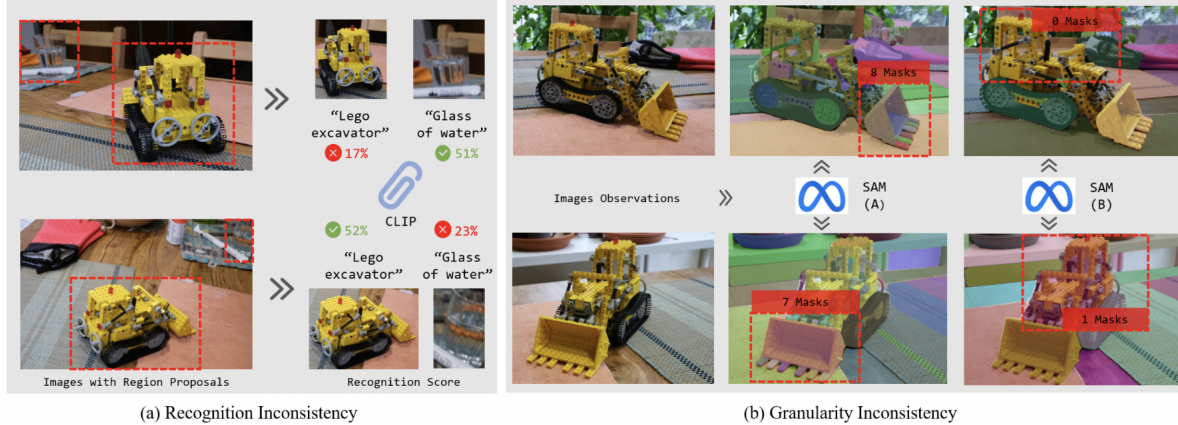 “Lego
excavator”
17%
“Glass
of water”
51%
CLIP
52%
23%
“Lego
excavator”
“Glass
of water”
Images with Region Proposals
Recognition Score
(a) Recognition Inconsistency
8 Masks
0 Masks
Images Observations
SAM
(A)
SAM
(B)
7 Masks
1 Masks
(b) Granularity Inconsistency